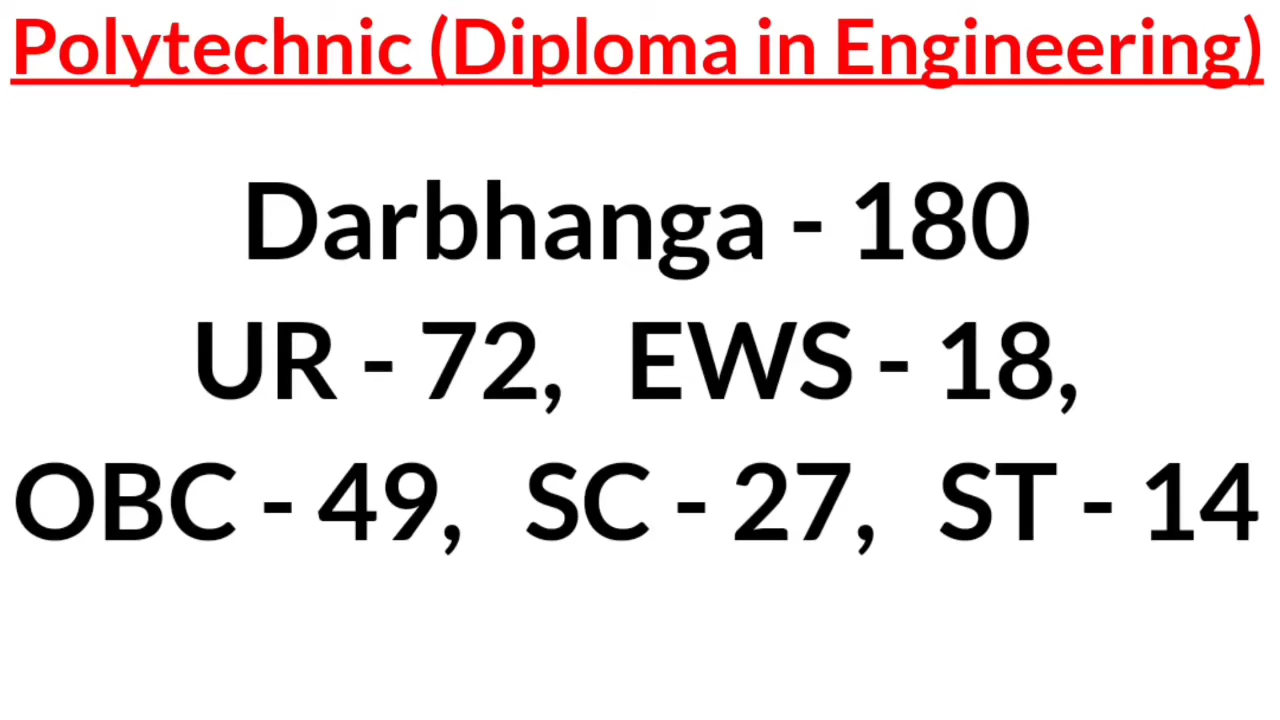 Polytechnic (Diploma in Engineering)
Darbhanga - 180
UR - 72, EWS - 18,
OBC - 49, SC - 27, ST - 14